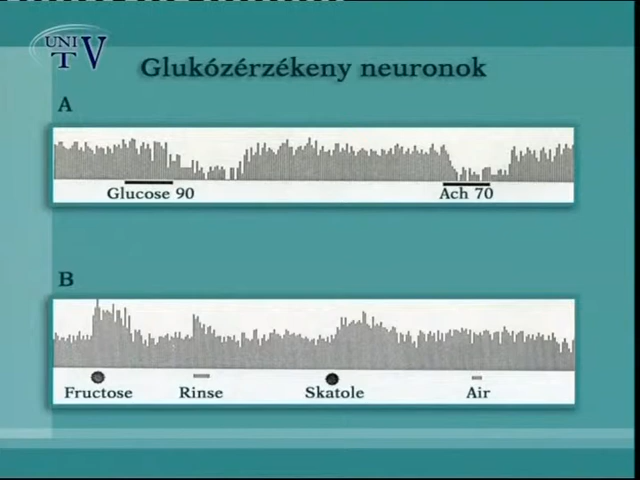 UNI
TV
Glukózérzékeny neuronok
A
Glucose 90
Ach 70
B
Fructose
Rinse
Skatole
Air